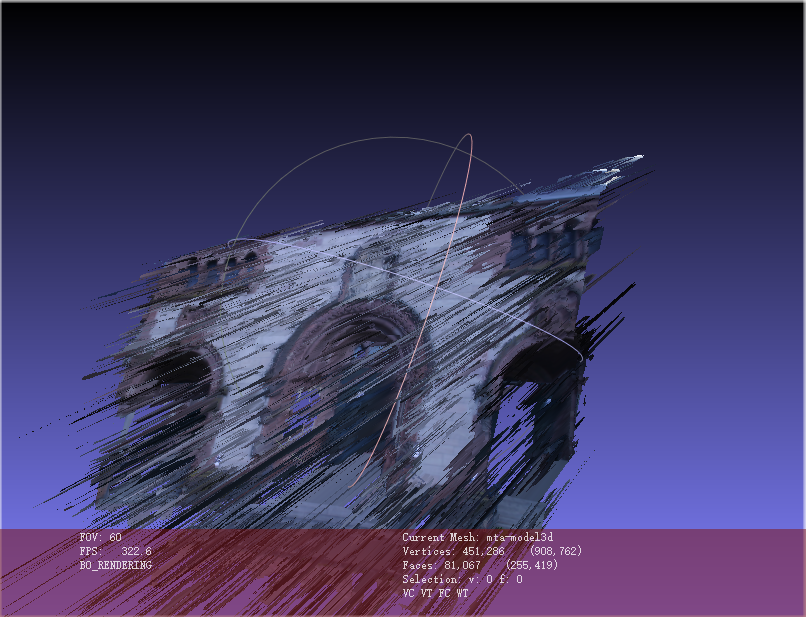 FOV: 60
FPS: 322.6
BO_RENDERING
Current Mesh: mta-model3d
Vertices: 451,286 (908,762)
Faces: 81,067 (255,419)
Selection: v: 0 f: 0
VC VT FC WT